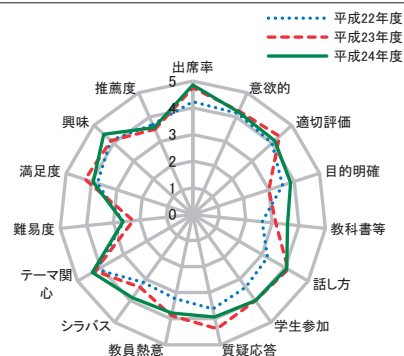 平成22年度
平成23年度
平成24年度
出席率
意欲的
適切評価
目的明確
教科書等
話し方
学生参加
質疑応答
教員熱意
シラバス
テーマ関
心
難易度
満足度
興味
推薦度
5
4
3
2
1
0